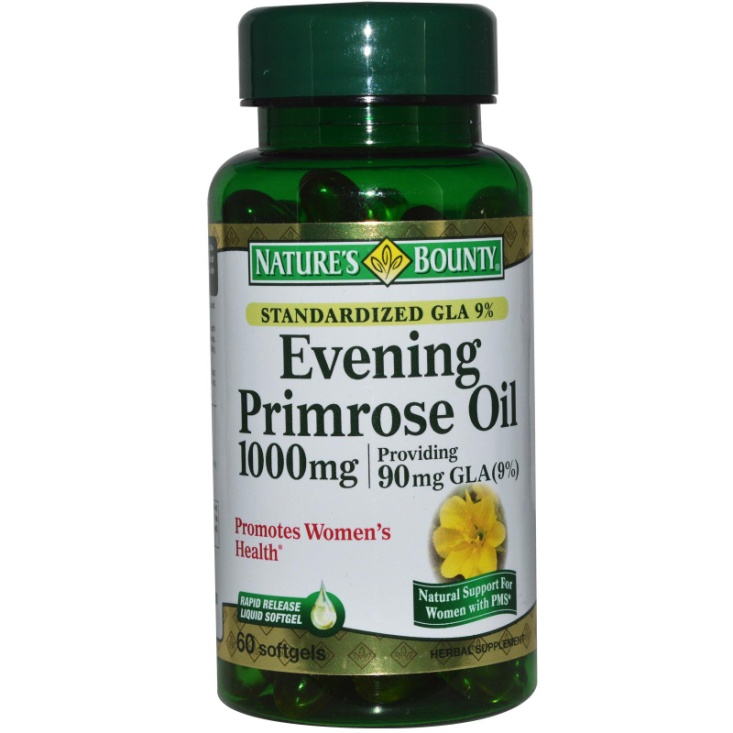 NATURE'S BOUNTY®
STANDARDIZED GLA 9%
Evening
Primrose Oil
1000mg
Providing
90mg GLA(9%)
Promotes Women's
Health*
Natural Support For
Women with PMS*
RAPID RELEASE
LIQUID SOFTGEL
60 softgels
HERBAL SUPPLEMENT